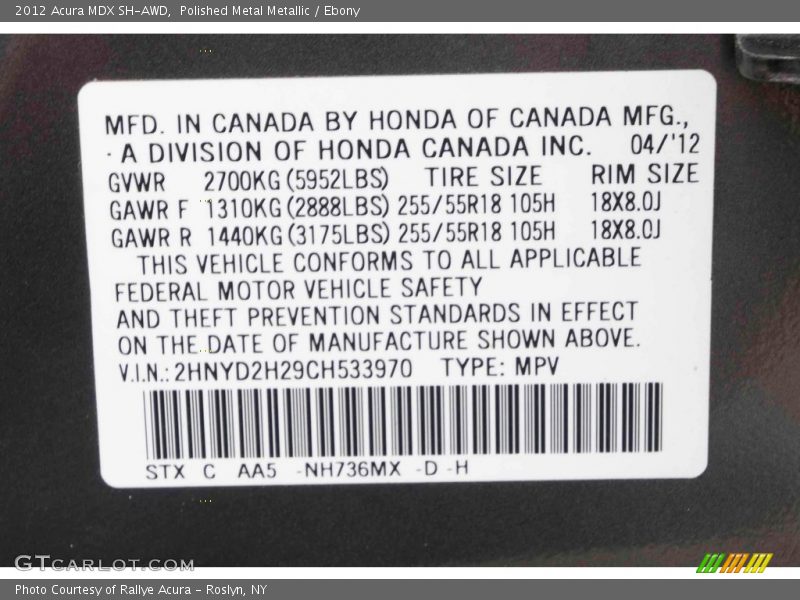 2012 Acura MDX SH-AWD,  Polished Metal Metallic / Ebony
MFD. IN CANADA BY HONDA OF CANADA MFG.,
A DIVISION OF HONDA CANADA INC. 04/'12
GVWR 2700KG(5952LBS) TIRE SIZE RIM SIZE
GAWR F 1310KG(2888LBS) 255/55R18 105H 18X8.0J
GAWR R 1440KG(3175LBS) 255/55R18 105H 18X8.0J
THIS VEHICLE CONFORMS TO ALL APPLICABLE
FEDERAL MOTOR VEHICLE SAFETY
AND THEFT PREVENTION STANDARDS IN EFFECT
ON THE DATE OF MANUFACTURE SHOWN ABOVE.
V.I.N.: 2HNYD2H29CH533970 TYPE: MPV
STX C AA5 -NH736MX -D -H
GTCARLOT.COM
Photo Courtesy of Rallye Acura - Roslyn, NY